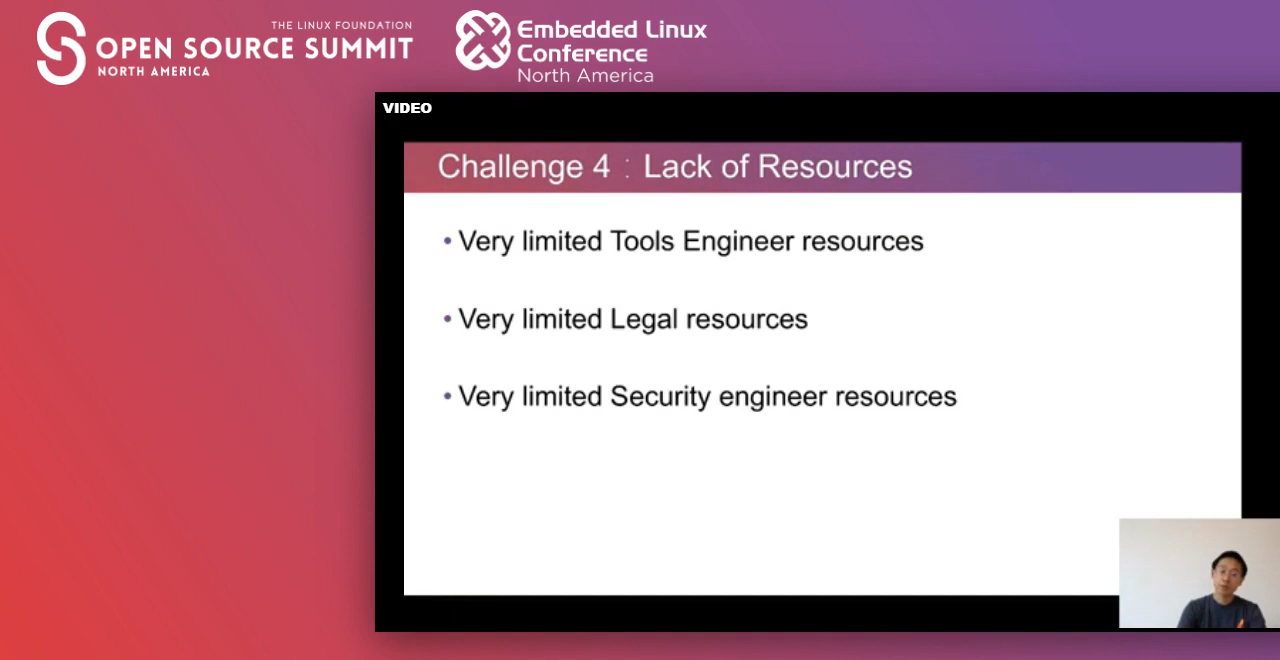 THE LINUX FOUNDATION
OPEN SOURCE SUMMIT
NORTH AMERICA
Embedded Linux
Conference
North America
VIDEO
Challenge 4 : Lack of Resources
• Very limited Tools Engineer resources
• Very limited Legal resources
• Very limited Security engineer resources